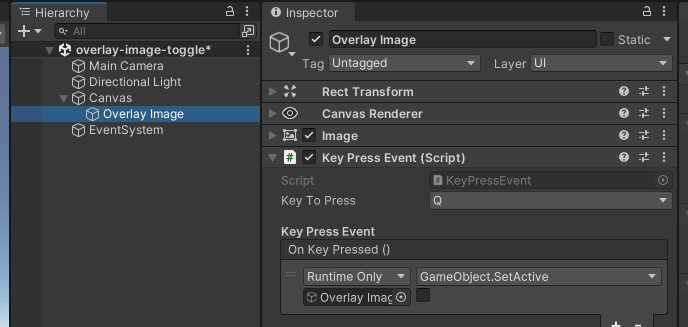 Hierarchy
All
overlay-image-toggle*
Main Camera
Directional Light
Canvas
Overlay Image
EventSystem
Inspector
Overlay Image
Static
Tag Untagged Layer UI
Rect Transform
Canvas Renderer
Image
# Key Press Event (Script)
Script KeyPressEvent
Key To Press Q
Key Press Event
On Key Pressed ()
Runtime Only GameObject.SetActive
Overlay Imag